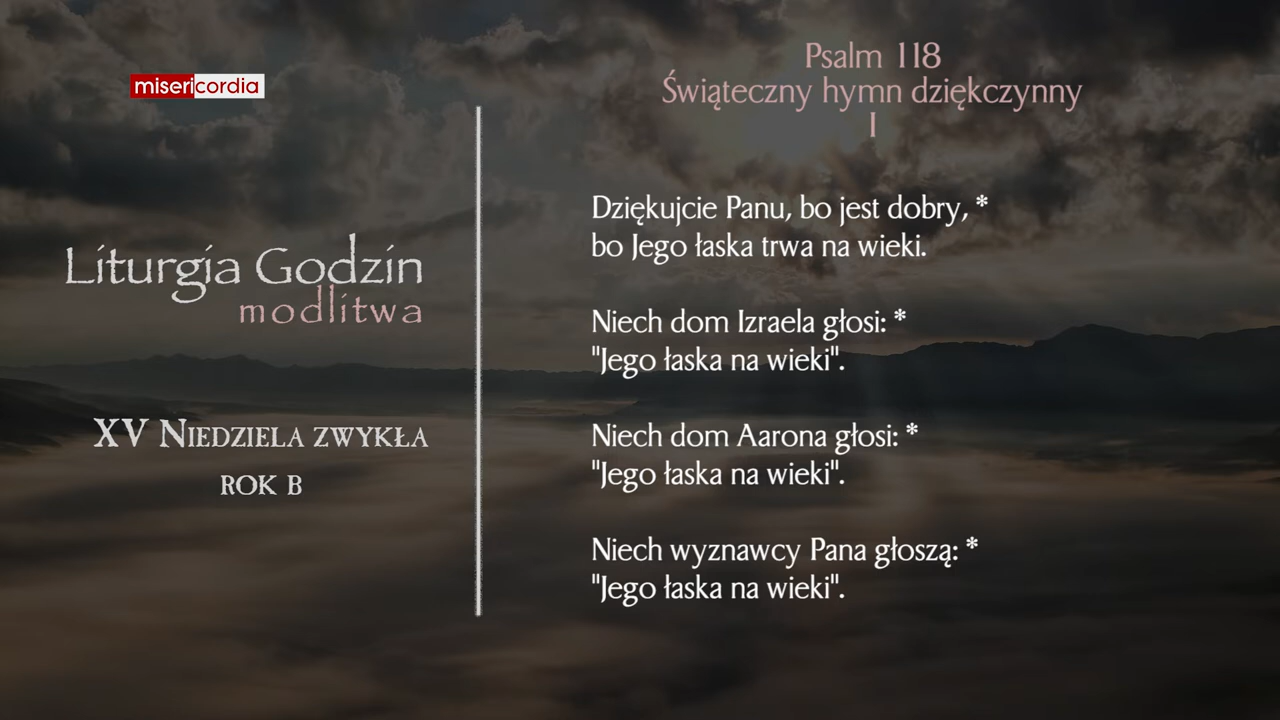 misericordia
Liturgia Godzin
modlitwa
XV Niedziela zwykła
rok B
Psalm 118
Świąteczny hymn dziękczynny
I
Dziękujcie Panu, bo jest dobry, *
bo Jego łaska trwa na wieki.
Niech dom Izraela głosi: *
"Jego łaska na wieki".
Niech dom Aarona głosi: *
"Jego łaska na wieki".
Niech wyznawcy Pana głoszą: *
"Jego łaska na wieki".